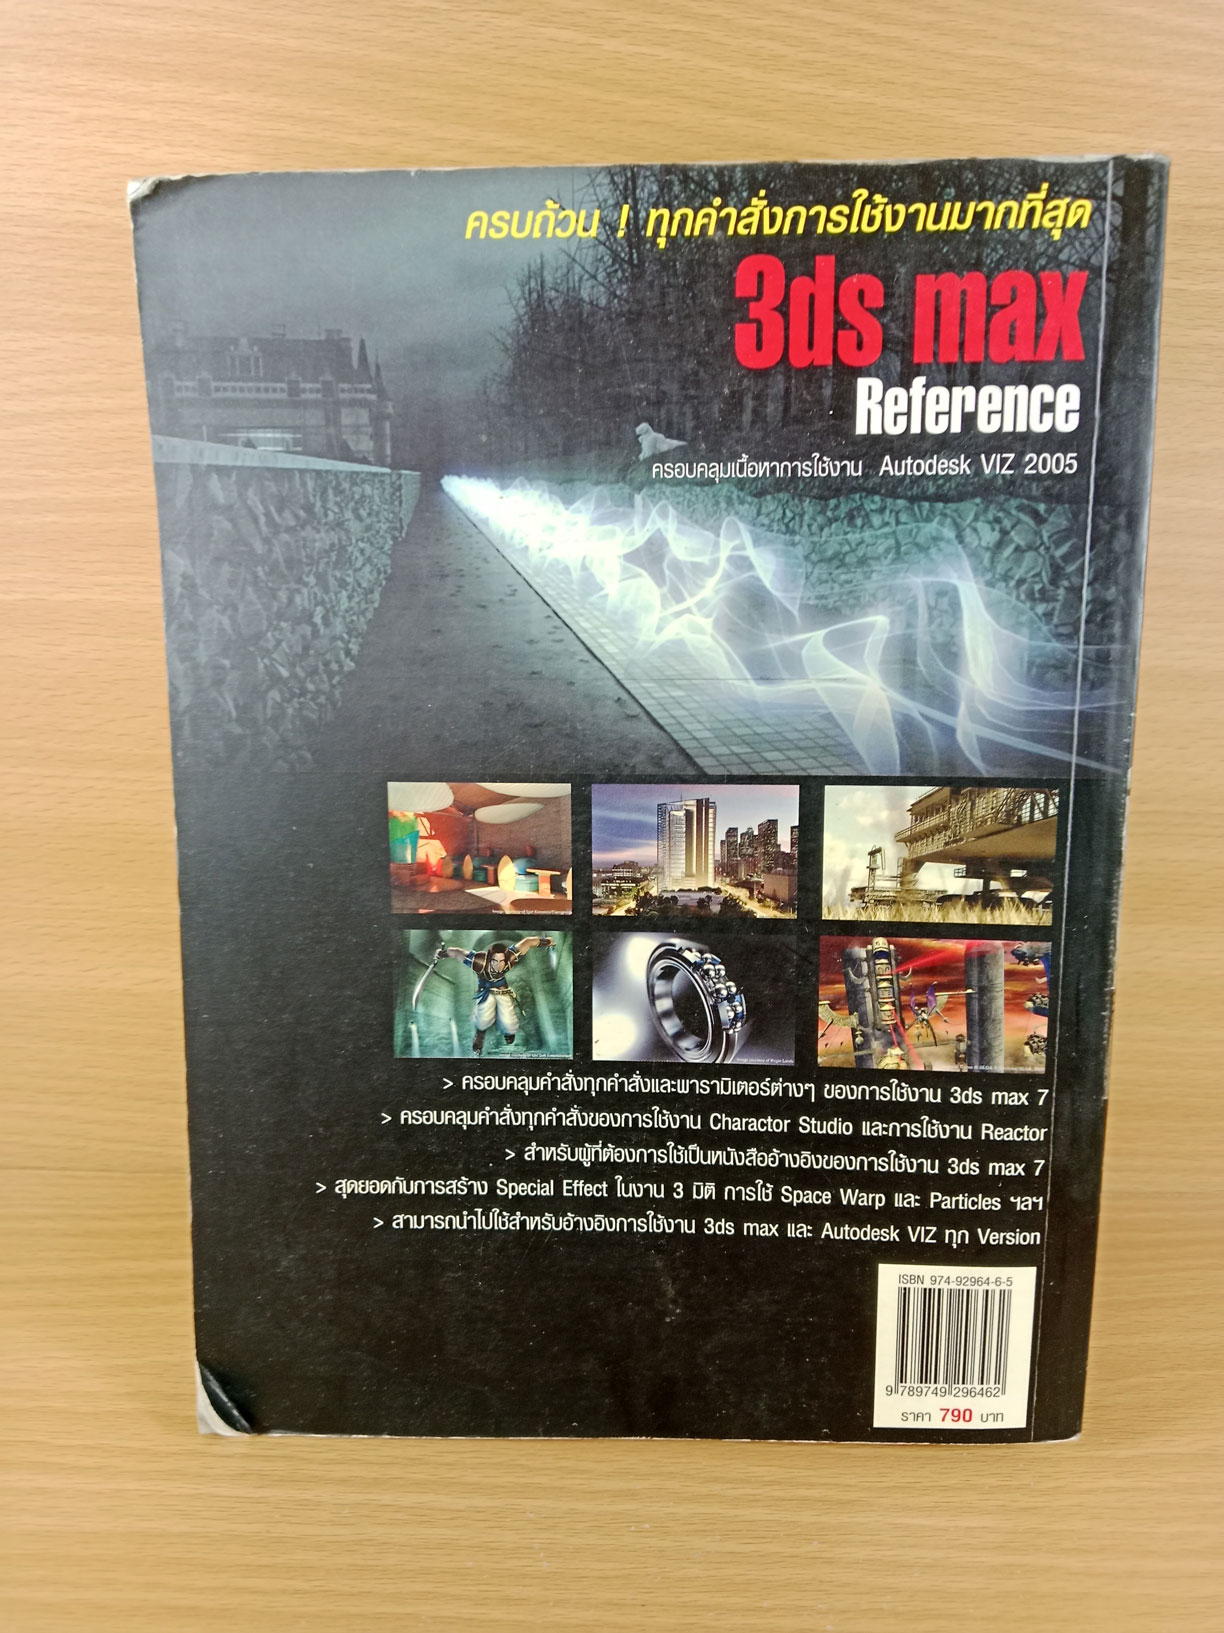 ครบถ้วน ! ทุกคำสั่งการใช้งานมากที่สุด
3ds max
Reference
ครอบคลุมเนื้อหาการใช้งาน Autodesk VIZ 2005
> ครอบคลุมคำสั่งทุกคำสั่งและพารามิเตอร์ต่างๆ ของการใช้งาน 3ds max 7
> ครอบคลุมคำสั่งทุกคำสั่งของการใช้งาน Charactor Studio และการใช้งาน Reactor
> สำหรับผู้ที่ต้องการใช้เป็นหนังสืออ้างอิงของการใช้งาน 3ds max 7
> สุดยอดกับการสร้าง Special Effect ในงาน 3 มิติ การใช้ Space Warp และ Particles ฯลฯ
> สามารถนำไปใช้สำหรับอ้างอิงการใช้งาน 3ds max และ Autodesk VIZ ทุก Version
ISBN 974-92964-6-5
9 789749 296462
ราคา 790 บาท